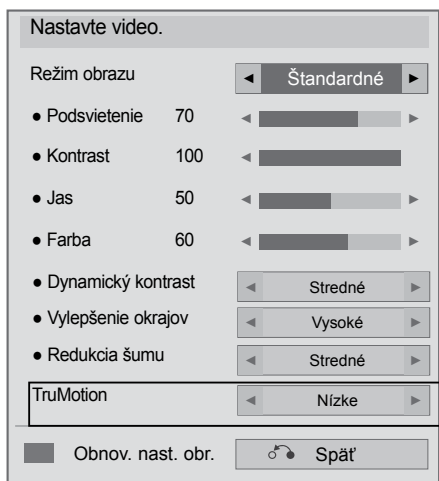 Nastavte video.
Režim obrazu ◄ Štandardné ►
● Podsvietenie 70
● Kontrast 100
● Jas 50
● Farba 60
● Dynamický kontrast ◄ Stredné ►
● Vylepšenie okrajov ◄ Vysoké ►
● Redukcia šumu ◄ Stredné ►
TruMotion ◄ Nízke ►
Obnov. nast. obr. Späť